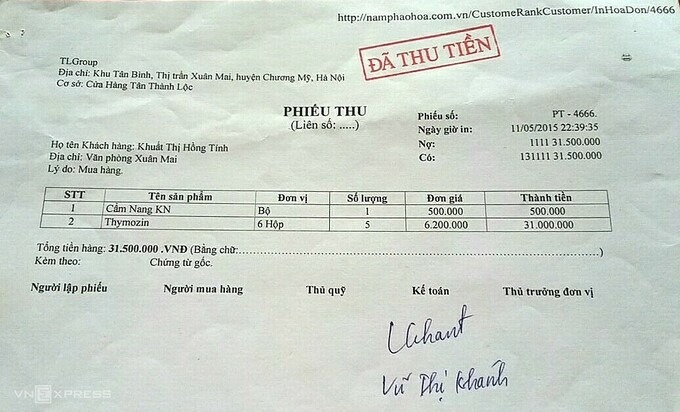 http://namphaohoa.com.vn/CustomeRankCustomer/InHoaDon/4666
ĐÃ THU TIỀN
TLGroup
Địa chỉ: Khu Tân Bình, Thị trấn Xuân Mai, huyện Chương Mỹ, Hà Nội
Cơ sở: Cửa Hàng Tân Thành Lộc
PHIẾU THU
(Liên số: .....)
Phiếu số: PT - 4666.
Ngày giờ in: 11/05/2015 22:39:35
Nợ: 1111 31.500.000
Có: 131111 31.500.000
Họ tên Khách hàng: Khuất Thị Hồng Tính
Địa chỉ: Văn phòng Xuân Mai
Lý do: Mua hàng.
STT Tên sản phẩm Đơn vị Số lượng Đơn giá Thành tiền
1 Cẩm Nang KN Bộ 1 500.000 500.000
2 Thymozin 6 Hộp 5 6.200.000 31.000.000
Tổng tiền hàng: 31.500.000 .VNĐ (Bằng chữ:..........................................................................)
Kèm theo: Chứng từ gốc.
Người lập phiếu Người mua hàng Thủ quỹ Kế toán Thủ trưởng đơn vị
Vũ Thị Khanh
VNEXPRESS